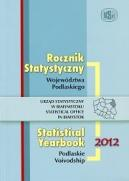 Rocznik
Statystyczny
Województwa
Podlaskiego
URZĄD STATYSTYCZNY
W BIAŁYMSTOKU
STATISTICAL OFFICE
IN BIAŁYSTOK
Statistical
Yearbook
2012
Podlaskie
Voivodship